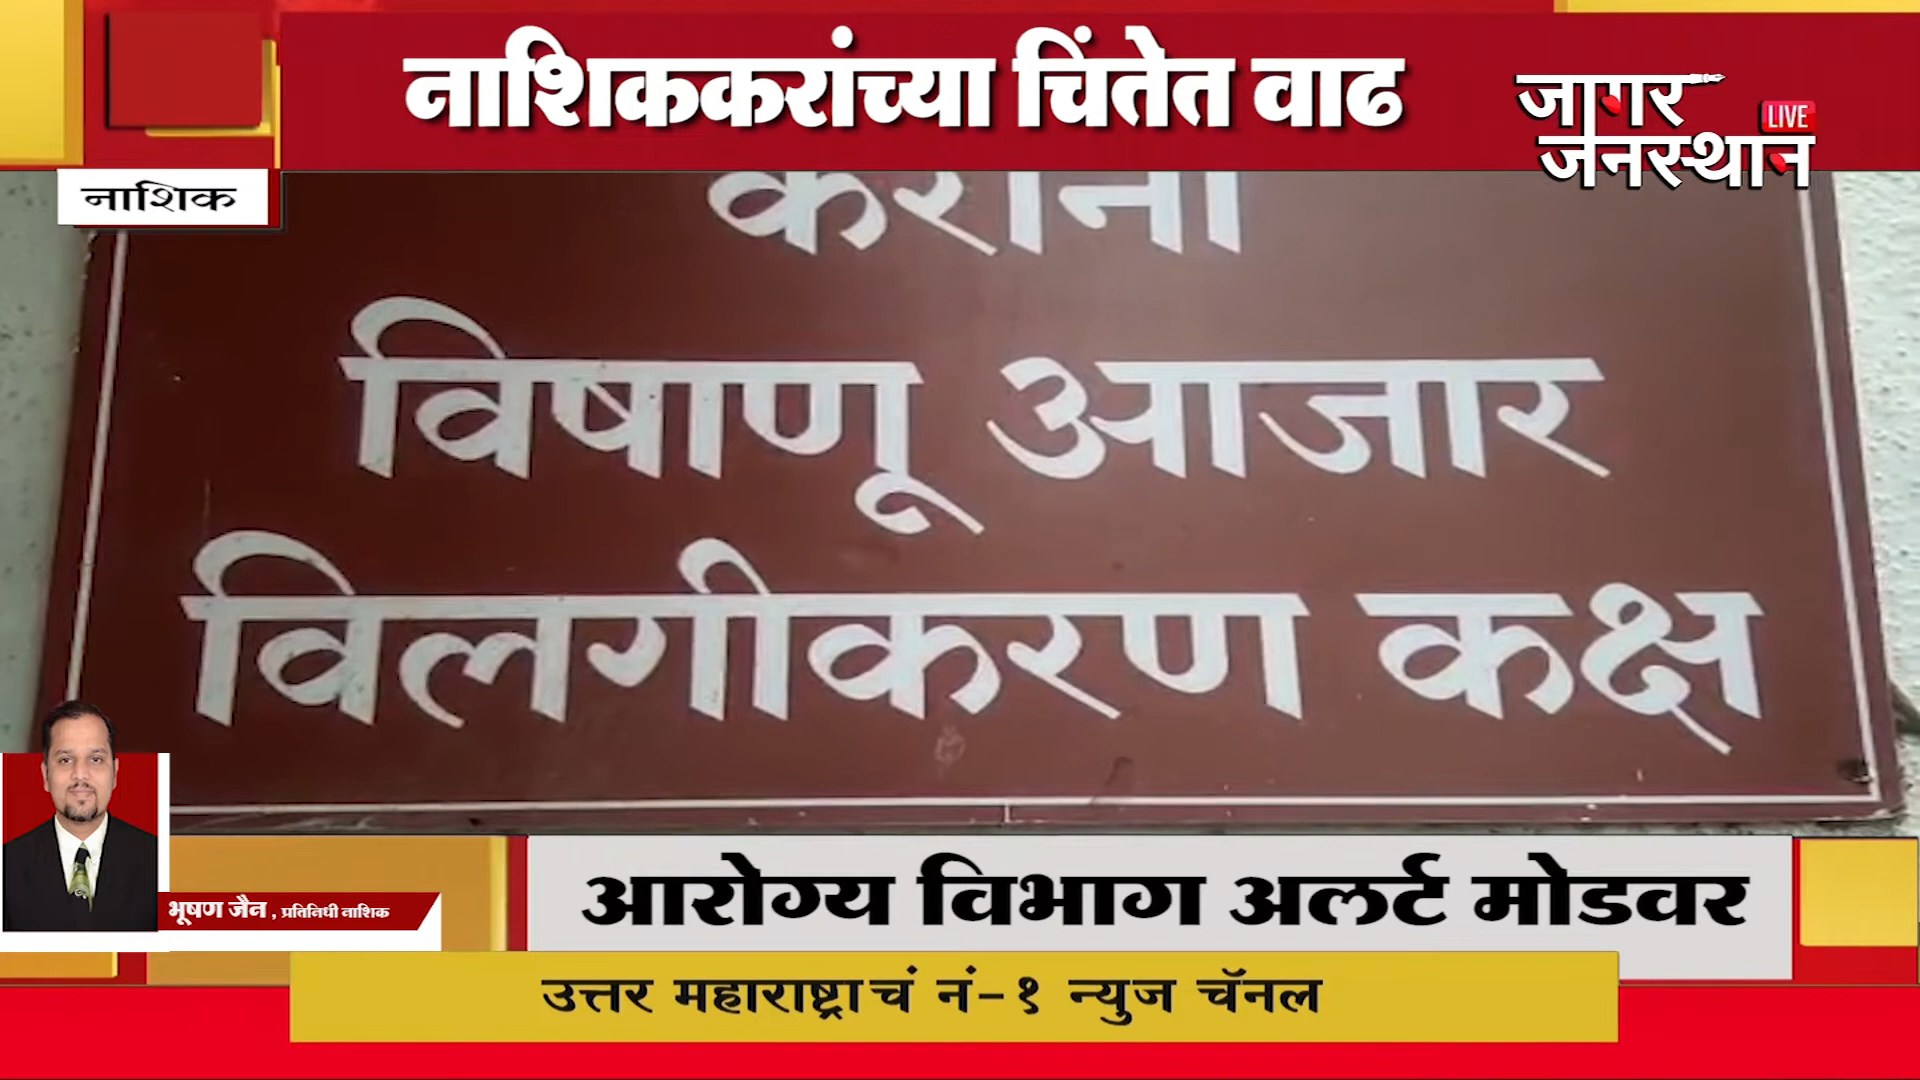 नाशिककरांच्या चिंतेत वाढ
जागर
LIVE
जनस्थान
नाशिक
विषाणू आजार
विलगीकरण कक्ष
भूषण जैन , प्रतिनिधी नाशिक
आरोग्य विभाग अलर्ट मोडवर
उत्तर महाराष्ट्राचं नं-१ न्युज चॅनल